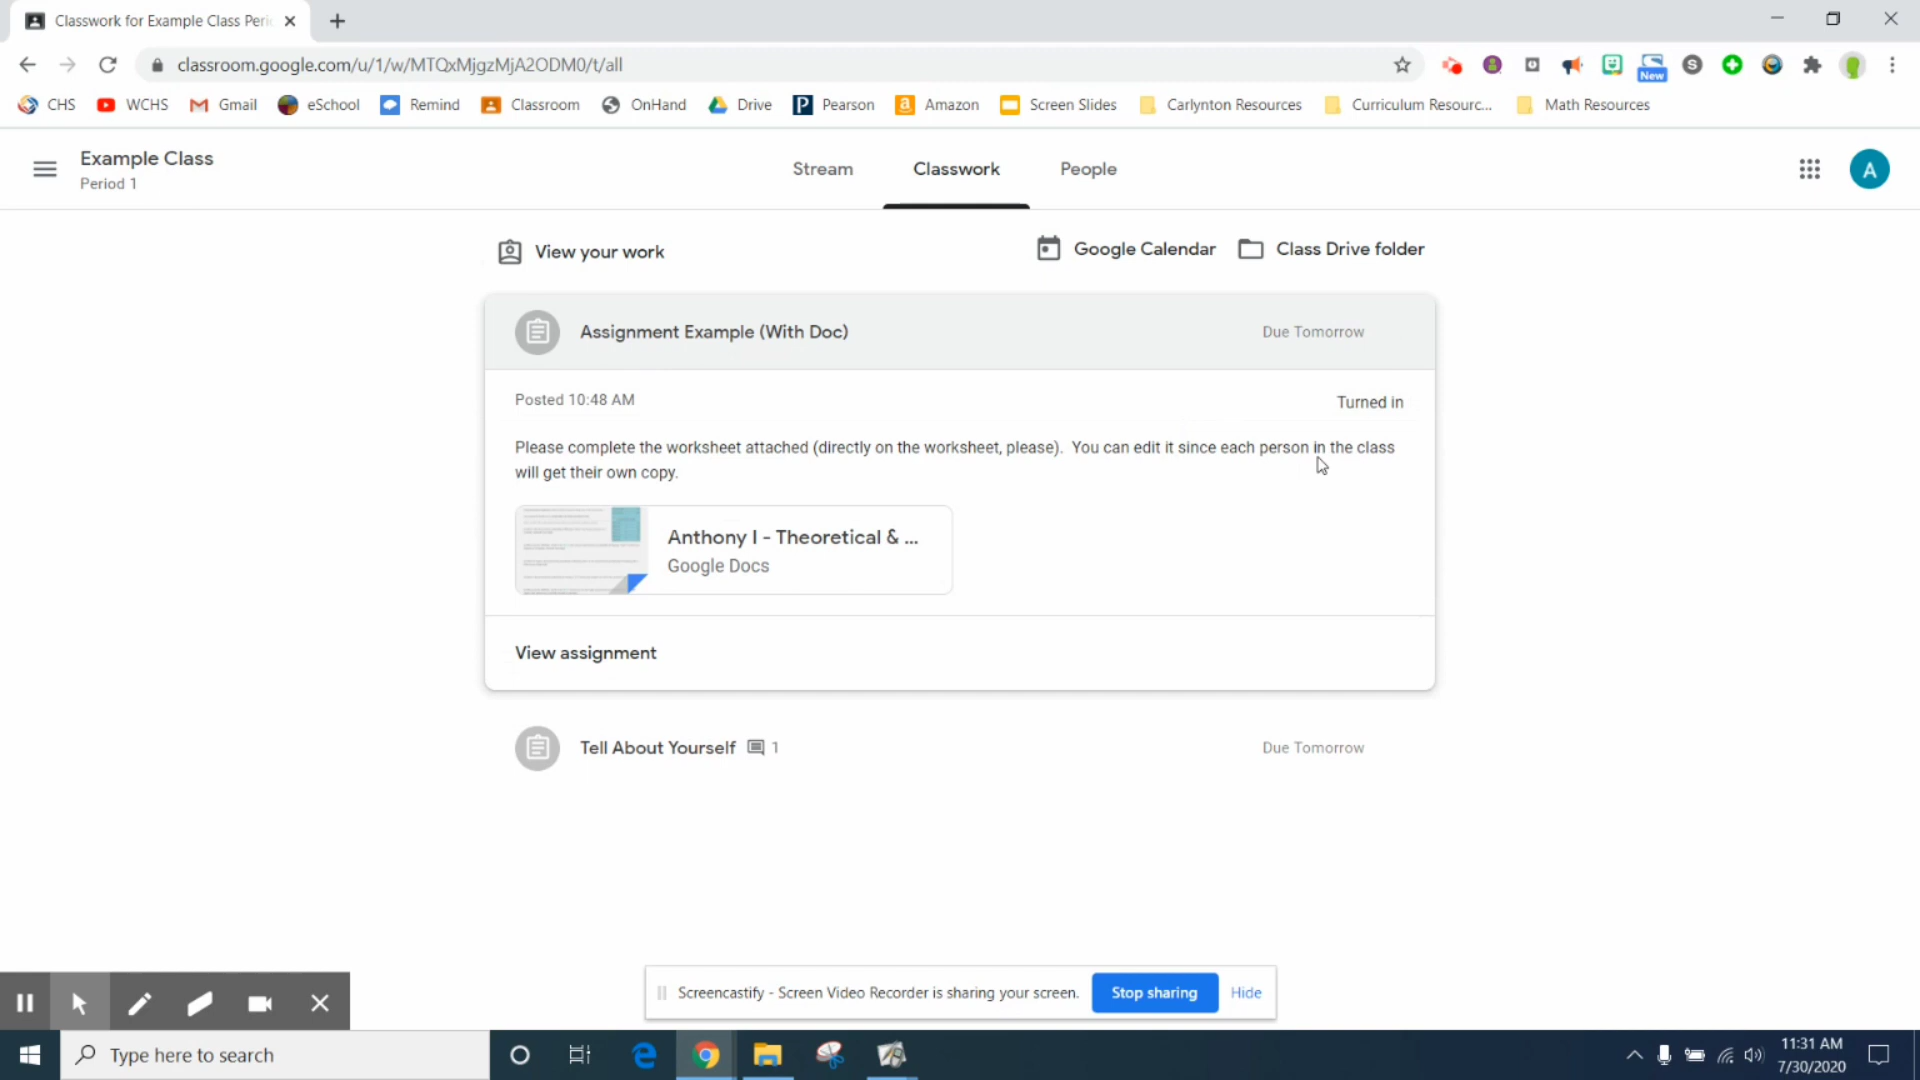 Classwork for Example Class Peri
classroom.google.com/u/1/w/MTQxMjgzMjA2ODM0/t/all
New
S
CHS WCHS Gmail eSchool Remind Classroom OnHand Drive Pearson Amazon Screen Slides Carlynton Resources Curriculum Resourc... Math Resources
Example Class
Period 1
Stream Classwork People
A
View your work
Google Calendar Class Drive folder
Assignment Example (With Doc) Due Tomorrow
Posted 10:48 AM Turned in
Please complete the worksheet attached (directly on the worksheet, please). You can edit it since each person in the class
will get their own copy.
Anthony I - Theoretical & ...
Google Docs
View assignment
Tell About Yourself 1 Due Tomorrow
Screencastify - Screen Video Recorder is sharing your screen. Stop sharing Hide
Type here to search
11:31 AM
7/30/2020